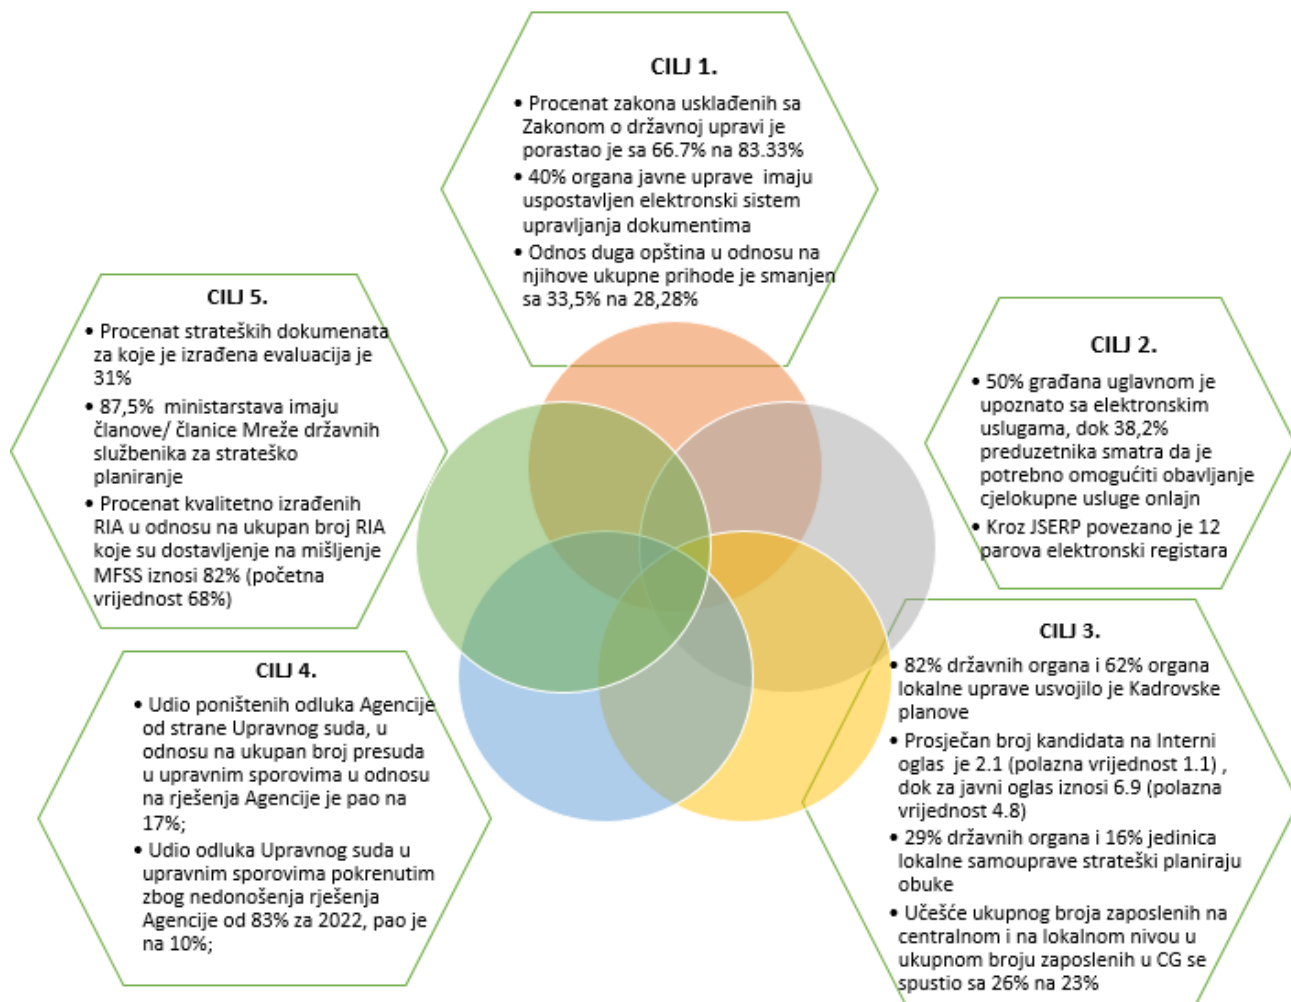 CILJ 1.
• Procenat zakona usklađenih sa
Zakonom o državnoj upravi je
porastao je sa 66.7% na 83.33%
• 40% organa javne uprave imaju
uspostavljen elektronski sistem
upravljanja dokumentima
• Odnos duga opština u odnosu na
njihove ukupne prihode je smanjen
sa 33,5% na 28,28%
CILJ 2.
• 50% građana uglavnom je
upoznato sa elektronskim
uslugama, dok 38,2%
preduzetnika smatra da je
potrebno omogućiti obavljanje
cjelokupne usluge onlajn
• Kroz JSERP povezano je 12
parova elektronski registara
CILJ 3.
• 82% državnih organa i 62% organa
lokalne uprave usvojilo je Kadrovske
planove
• Prosječan broj kandidata na Interni
oglas je 2.1 (polazna vrijednost 1.1) ,
dok za javni oglas iznosi 6.9 (polazna
vrijednost 4.8)
• 29% državnih organa i 16% jedinica
lokalne samouprave strateški planiraju
obuke
• Učešće ukupnog broja zaposlenih na
centralnom i na lokalnom nivou u
ukupnom broju zaposlenih u CG se
spustio sa 26% na 23%
CILJ 4.
• Udio poništenih odluka Agencije
od strane Upravnog suda, u
odnosu na ukupan broj presuda
u upravnim sporovima u odnosu
na rješenja Agencije je pao na
17%;
• Udio odluka Upravnog suda u
upravnim sporovima pokrenutim
zbog nedonošenja rješenja
Agencije od 83% za 2022, pao je
na 10%;
CILJ 5.
• Procenat strateških dokumenata
za koje je izrađena evaluacija je
31%
• 87,5% ministarstava imaju
članove/ članice Mreže državnih
službenika za strateško
planiranje
• Procenat kvalitetno izrađenih
RIA u odnosu na ukupan broj RIA
koje su dostavljenje na mišljenje
MFSS iznosi 82% (početna
vrijednost 68%)